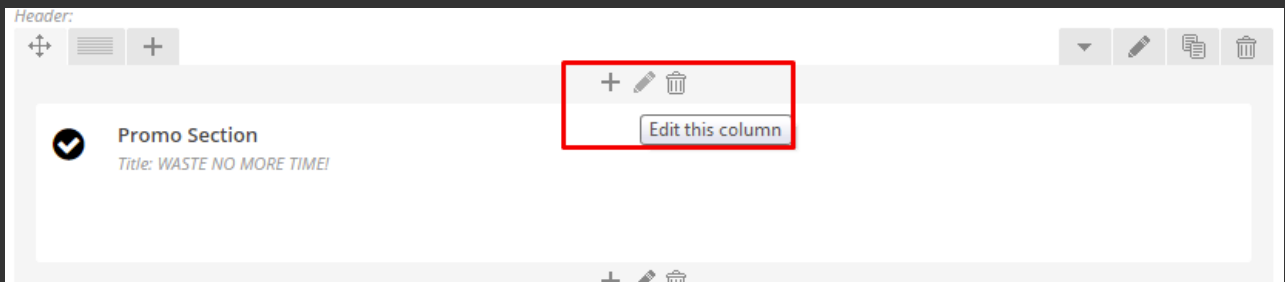 Header:
Edit this column
Promo Section
Title: WASTE NO MORE TIME!